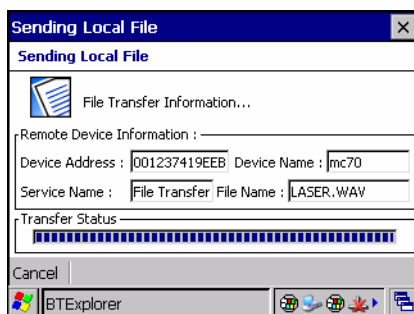 Sending Local File
Sending Local File
File Transfer Information...
Remote Device Information :
Device Address : 001237419EEB Device Name : mc70
Service Name : File Transfer File Name : LASER.WAV
Transfer Status
Cancel
BTExplorer